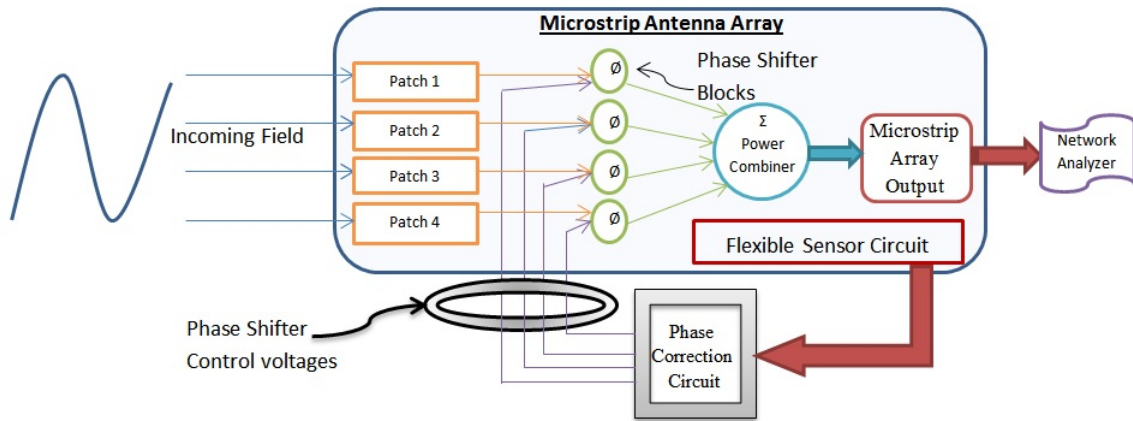 Microstrip Antenna Array
Incoming Field
Patch 1
Patch 2
Patch 3
Patch 4
Ø
Ø
Ø
Ø
Phase Shifter
Blocks
Σ
Power
Combiner
Microstrip
Array
Output
Network
Analyzer
Flexible Sensor Circuit
Phase Shifter
Control voltages
Phase
Correction
Circuit